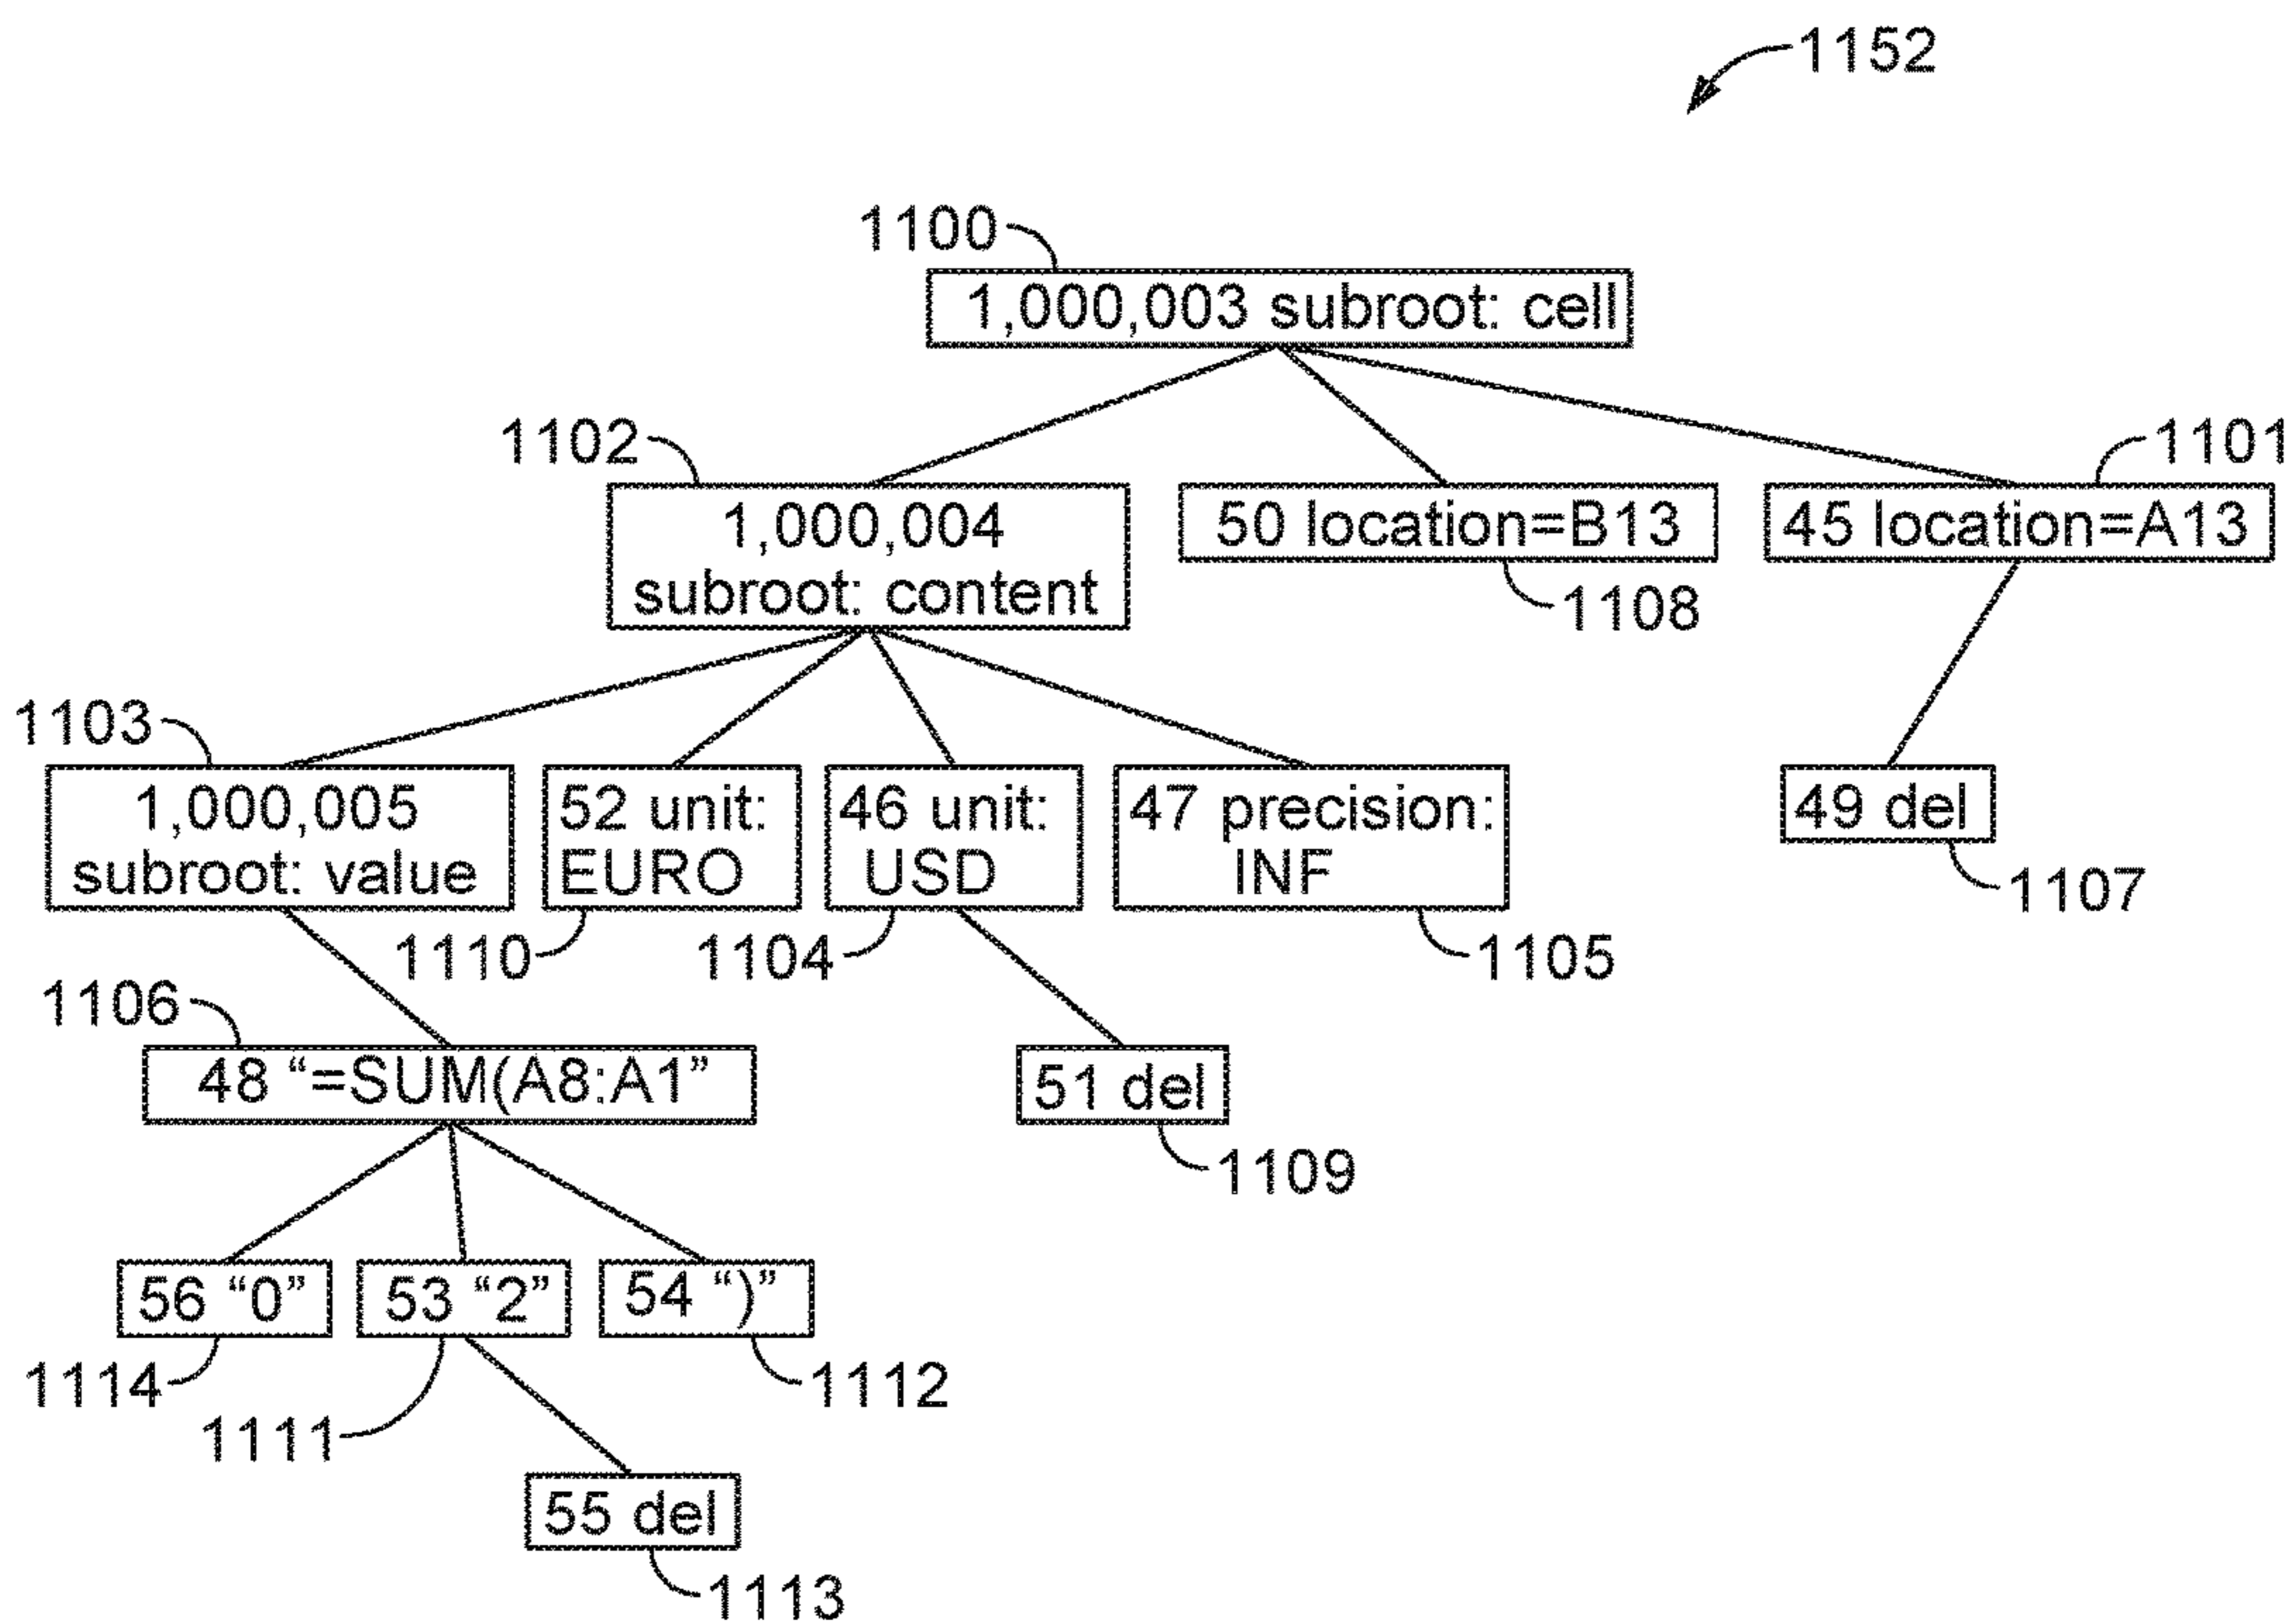 1152
1100
1,000,003 subroot: cell
1102
1101
1,000,004
subroot: content
50 location=B13
45 location=A13
1108
1103
1,000,005
subroot: value
52 unit:
EURO
46 unit:
USD
47 precision:
INF
49 del
1107
1110
1104
1105
1106
48 “=SUM(A8:A1”
51 del
1109
56 “0”
53 “2”
54 “)”
1114
1112
1111
55 del
1113